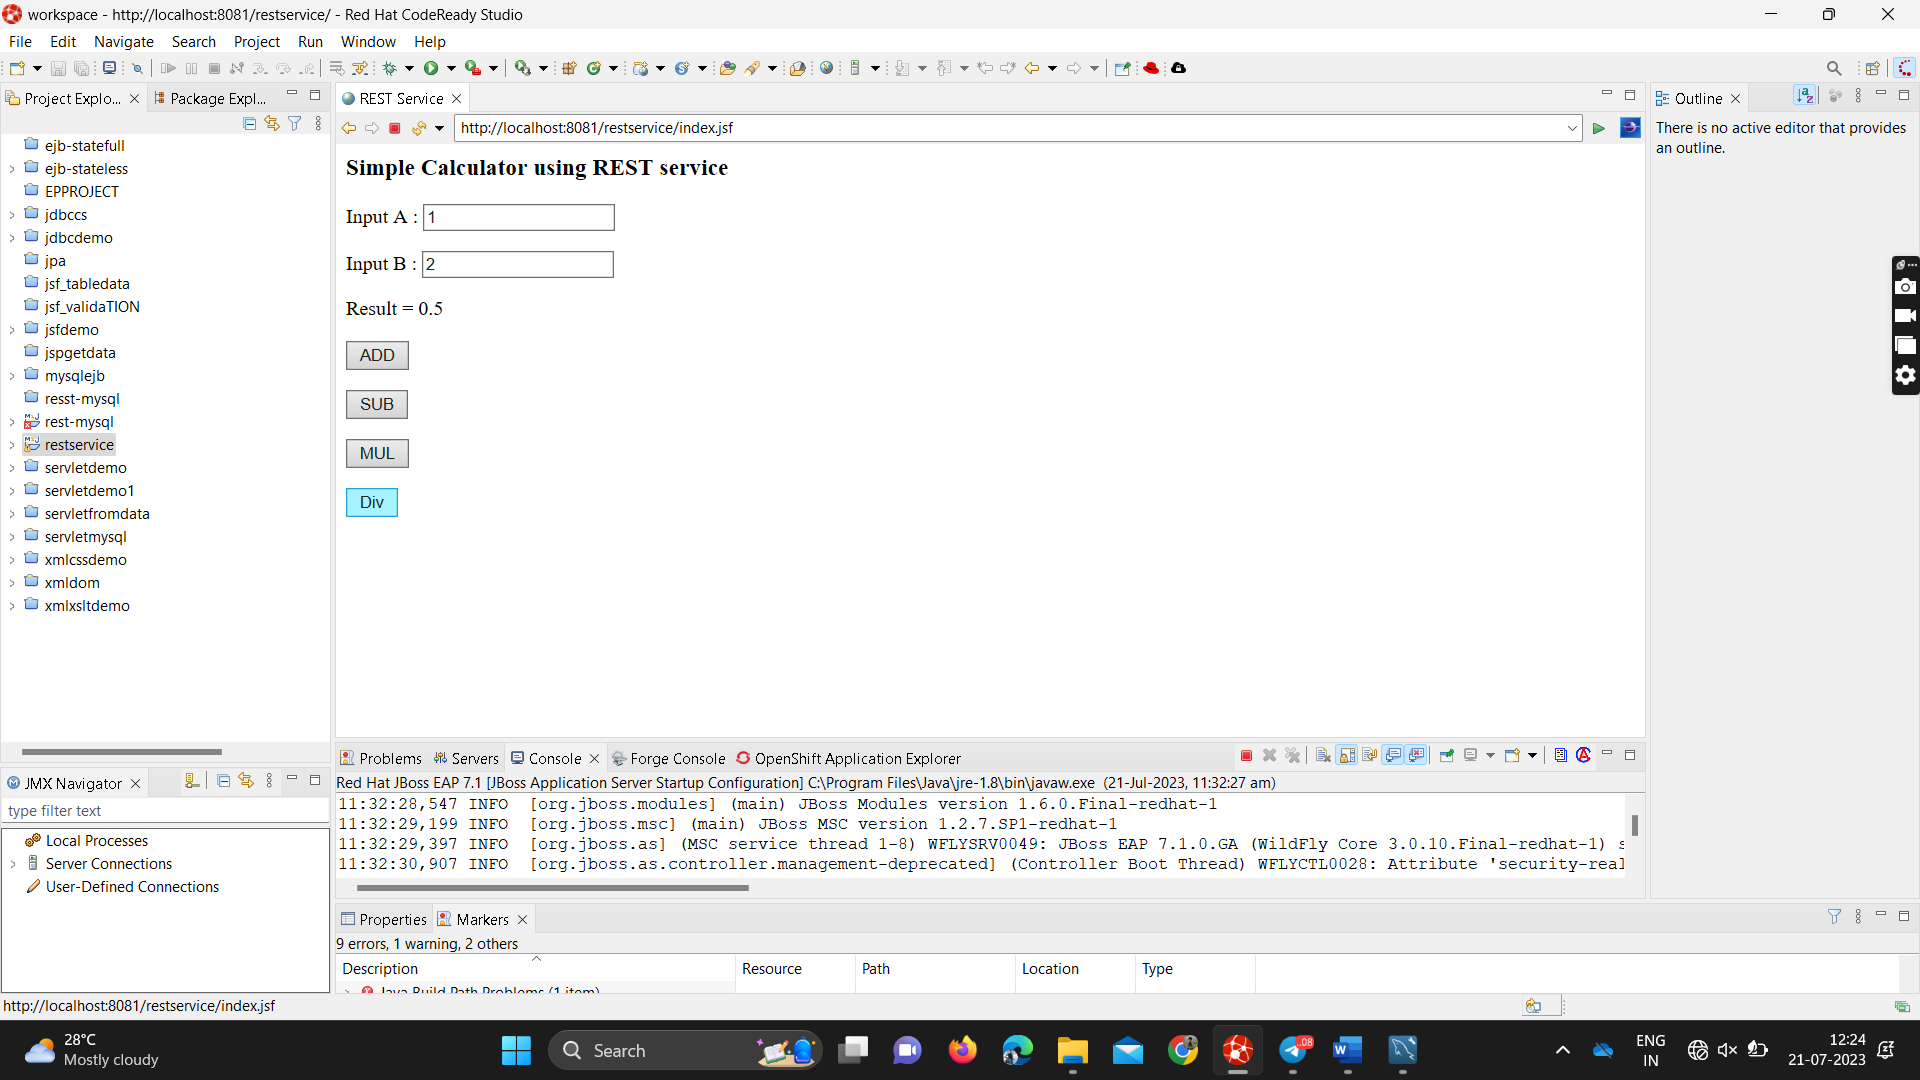 workspace - http://localhost:8081/restservice/ - Red Hat CodeReady Studio
File Edit Navigate Search Project Run Window Help
Project Explo... Package Expl...
ejb-statefull
ejb-stateless
EPPROJECT
jdbccs
jdbcdemo
jpa
jsf_tabledata
jsf_validaTION
jsfdemo
jspgetdata
mysqlejb
resst-mysql
rest-mysql
restservice
servletdemo
servletdemo1
servletfromdata
servletmysql
xmlcssdemo
xmldom
xmlxsltdemo
REST Service
http://localhost:8081/restservice/index.jsf
Simple Calculator using REST service
Input A : 1
Input B : 2
Result = 0.5
ADD
SUB
MUL
Div
Outline
There is no active editor that provides
an outline.
JMX Navigator
type filter text
Local Processes
Server Connections
User-Defined Connections
Problems Servers Console Forge Console OpenShift Application Explorer
Red Hat JBoss EAP 7.1 [JBoss Application Server Startup Configuration] C:\Program Files\Java\jre-1.8\bin\javaw.exe (21-Jul-2023, 11:32:27 am)
11:32:28,547 INFO [org.jboss.modules] (main) JBoss Modules version 1.6.0.Final-redhat-1
11:32:29,199 INFO [org.jboss.msc] (main) JBoss MSC version 1.2.7.SP1-redhat-1
11:32:29,397 INFO [org.jboss.as] (MSC service thread 1-8) WFLYSRV0049: JBoss EAP 7.1.0.GA (WildFly Core 3.0.10.Final-redhat-1) s
11:32:30,907 INFO [org.jboss.as.controller.management-deprecated] (Controller Boot Thread) WFLYCTL0028: Attribute 'security-real
Properties Markers
9 errors, 1 warning, 2 others
Description Resource Path Location Type
Java Build Path Problems (1 item)
http://localhost:8081/restservice/index.jsf
28°C
Mostly cloudy
Search
ENG
IN
12:24
21-07-2023